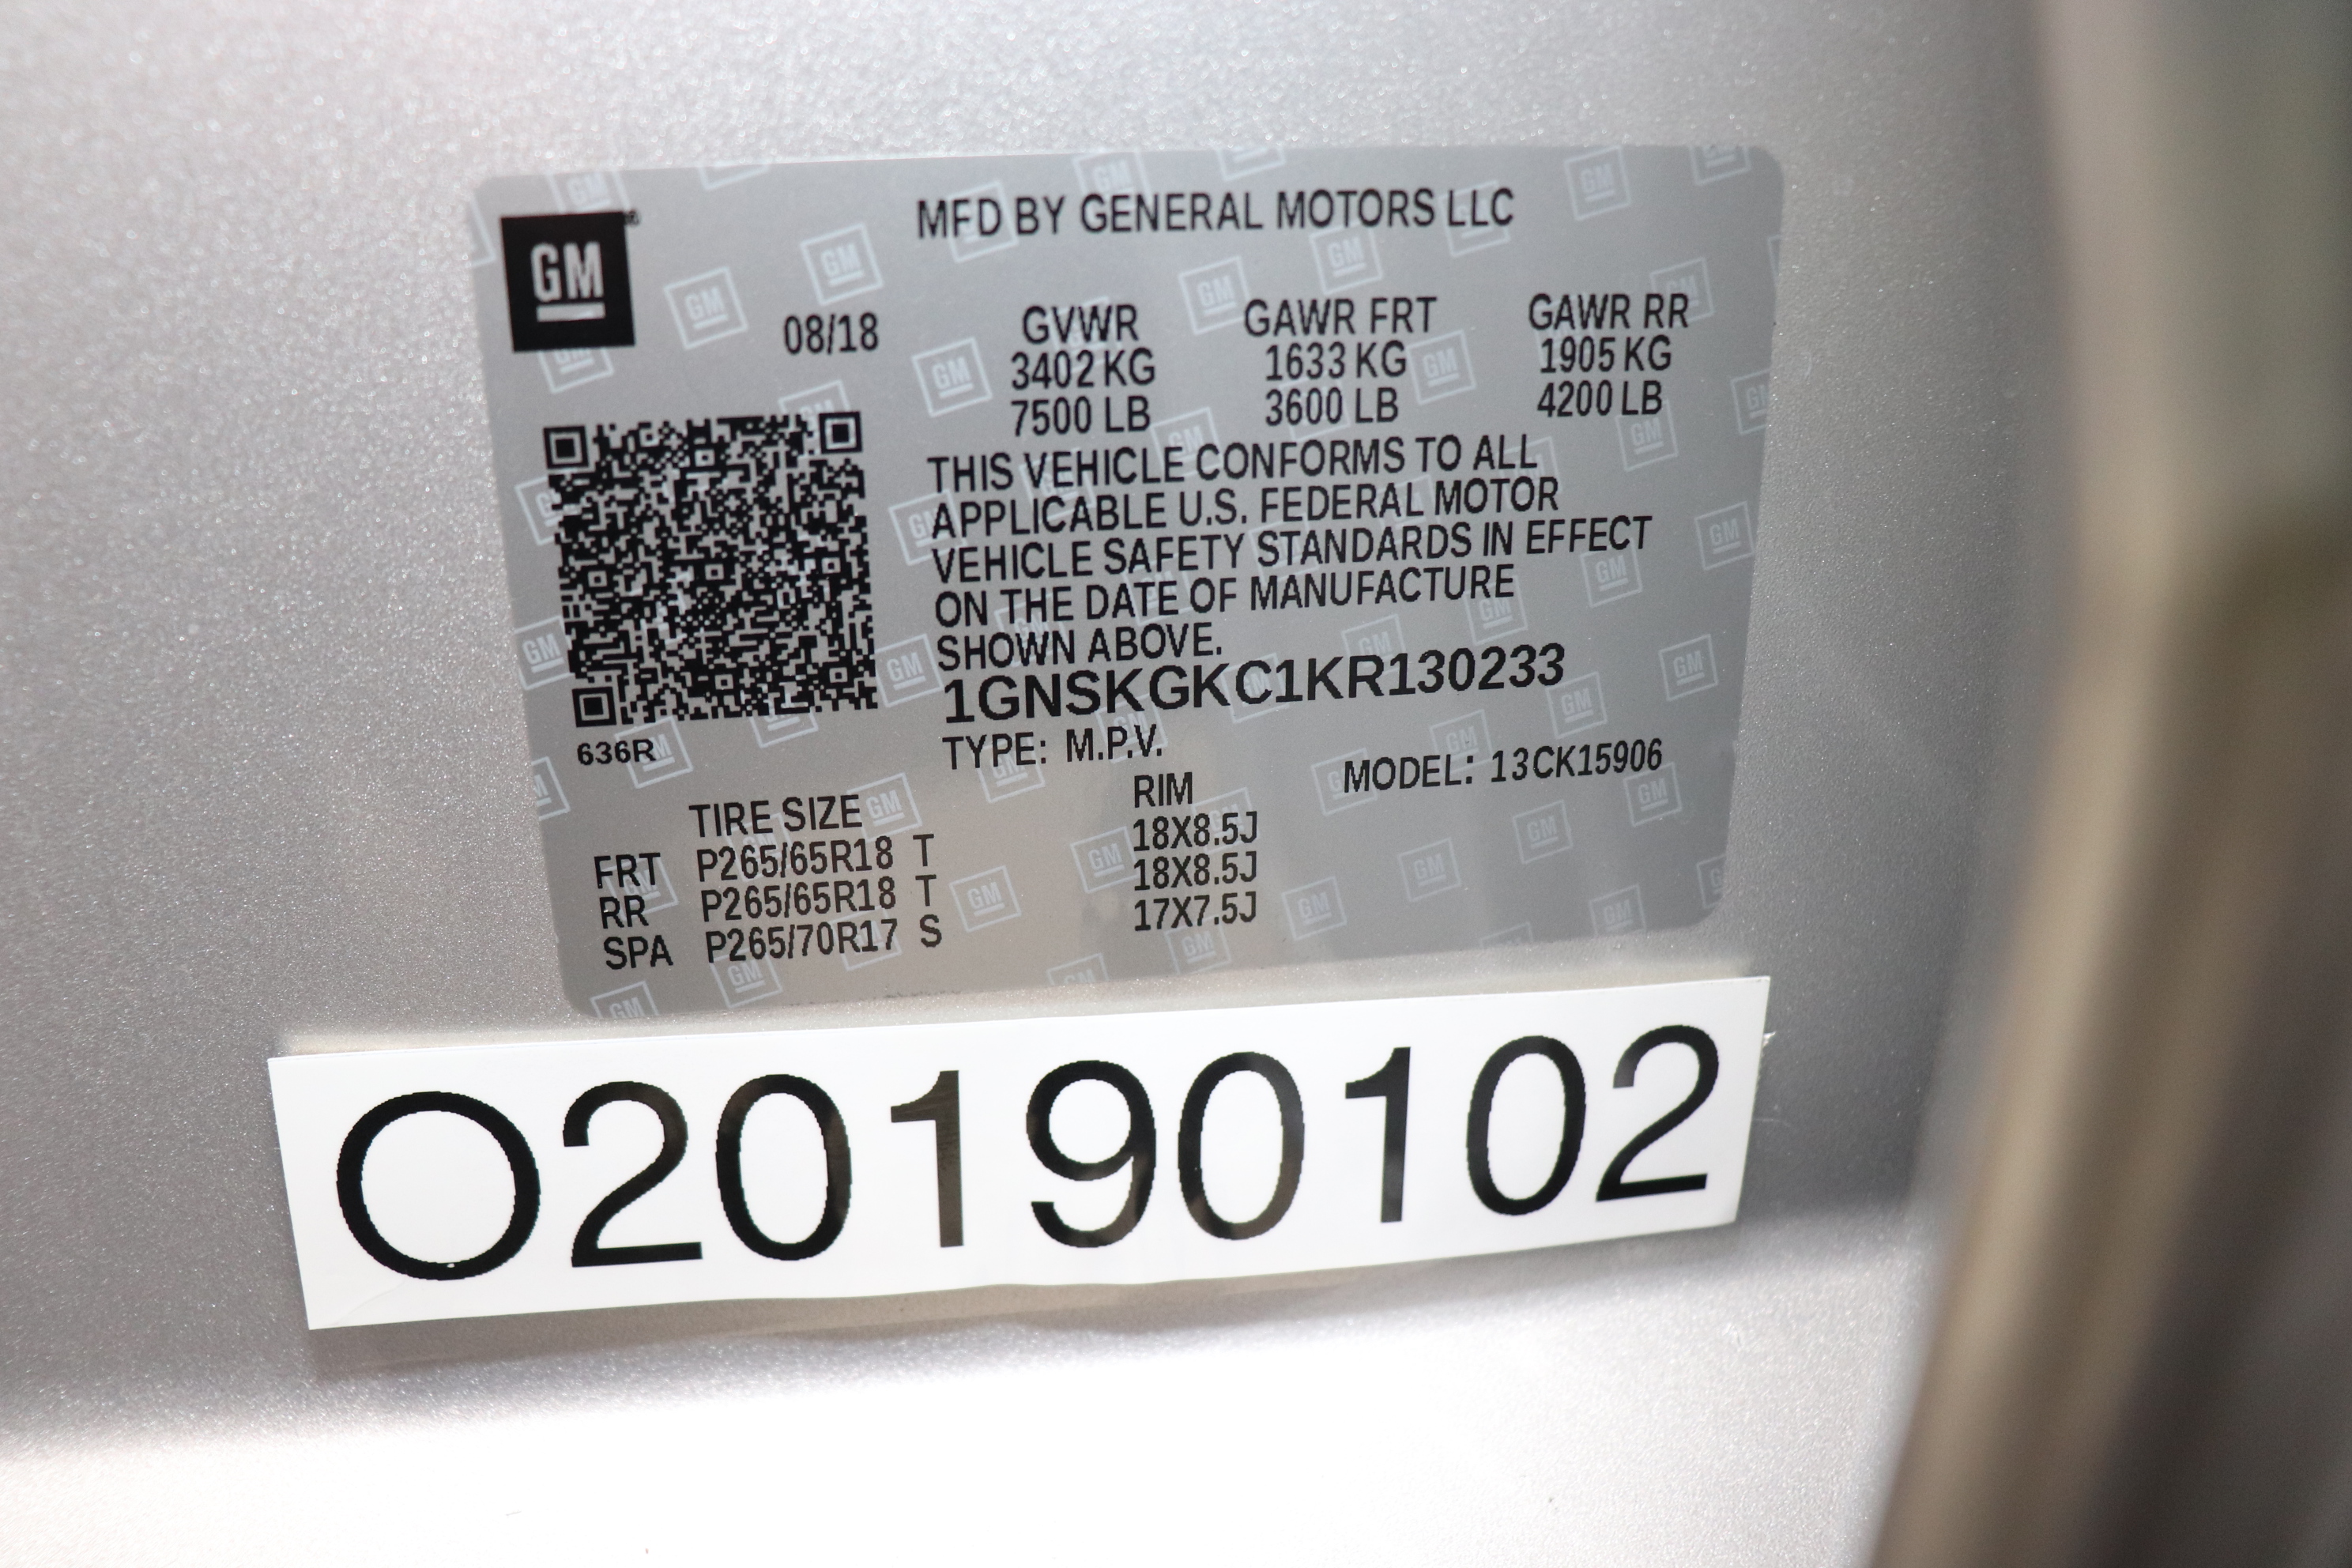 GM
MFD BY GENERAL MOTORS LLC
08/18 GVWR GAWR FRT GAWR RR
3402 KG 1633 KG 1905 KG
7500 LB 3600 LB 4200 LB
THIS VEHICLE CONFORMS TO ALL
APPLICABLE U.S. FEDERAL MOTOR
VEHICLE SAFETY STANDARDS IN EFFECT
ON THE DATE OF MANUFACTURE
SHOWN ABOVE.
1GNSKGKC1KR130233
636R
TYPE: M.P.V. MODEL: 13CK15906
TIRE SIZE RIM
FRT P265/65R18 T 18X8.5J
RR P265/65R18 T 18X8.5J
SPA P265/70R17 S 17X7.5J
O20190102